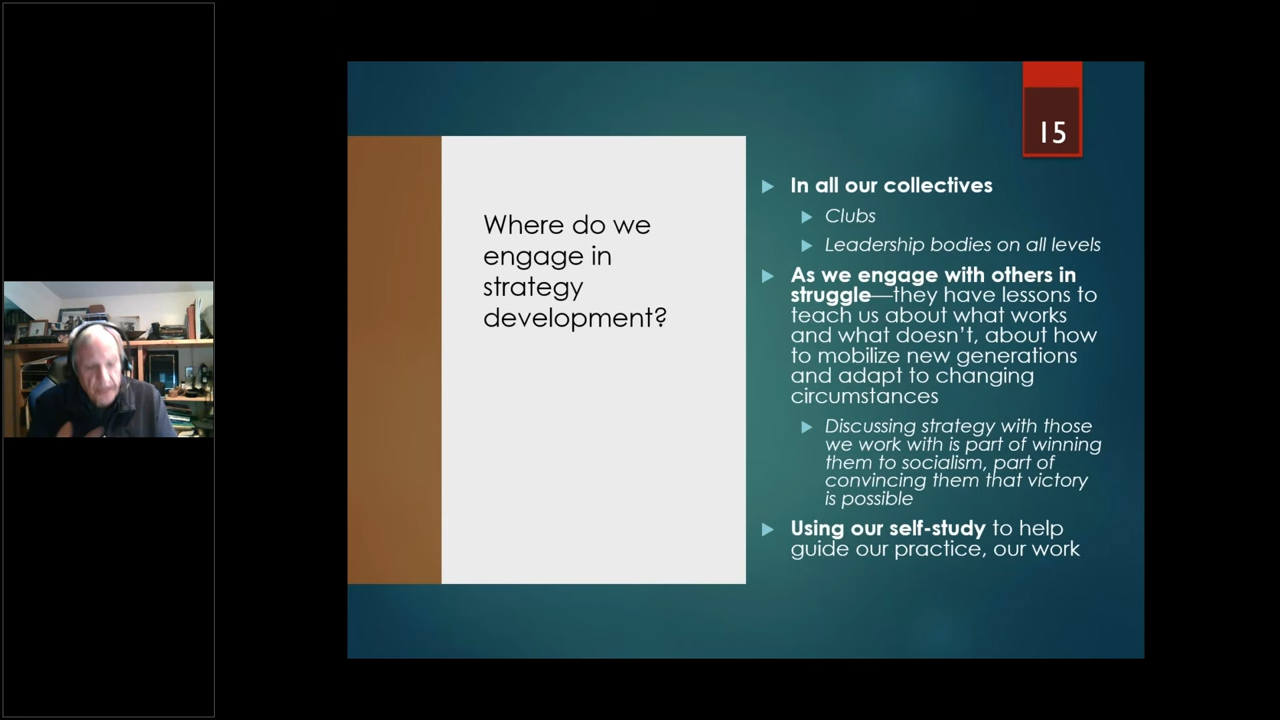 15
Where do we
engage in
strategy
development?
In all our collectives
Clubs
Leadership bodies on all levels
As we engage with others in
struggle—they have lessons to
teach us about what works
and what doesn't, about how
to mobilize new generations
and adapt to changing
circumstances
Discussing strategy with those
we work with is part of winning
them to socialism, part of
convincing them that victory
is possible
Using our self-study to help
guide our practice, our work